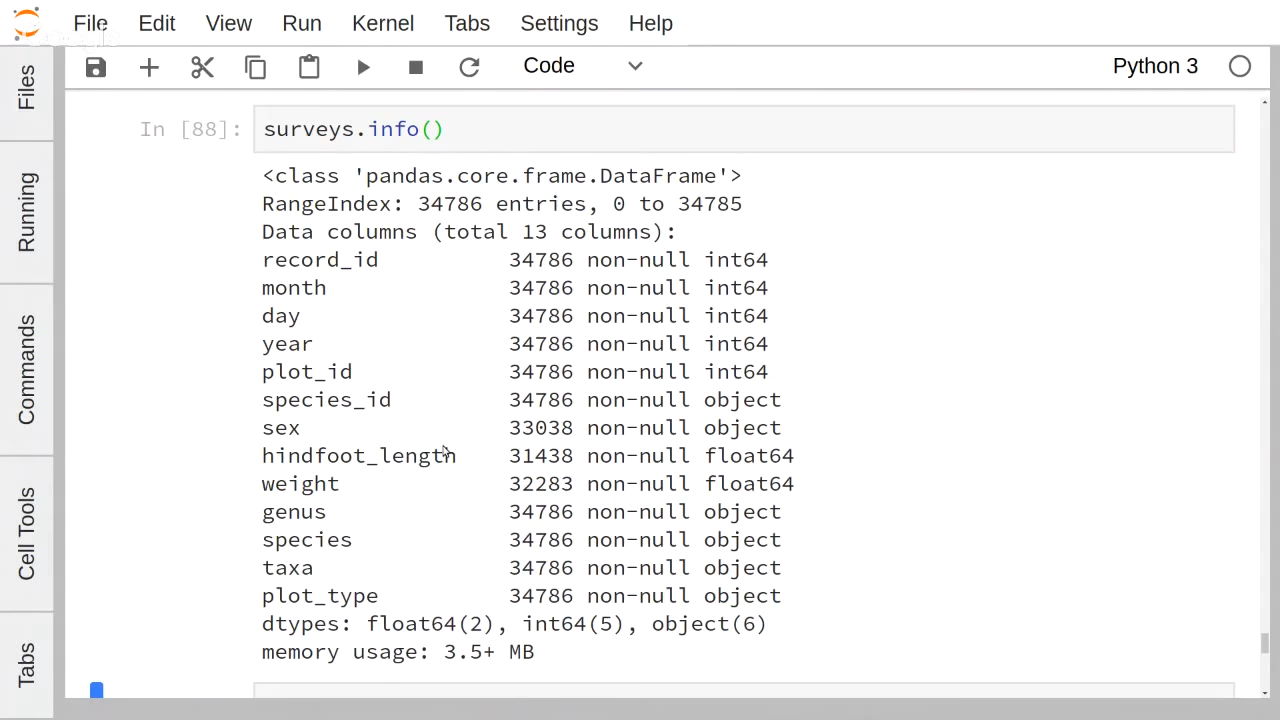 File Edit View Run Kernel Tabs Settings Help
Code Python 3
Files
Running
Commands
Cell Tools
Tabs
In [88]: surveys.info()
<class 'pandas.core.frame.DataFrame'>
RangeIndex: 34786 entries, 0 to 34785
Data columns (total 13 columns):
record_id 34786 non-null int64
month 34786 non-null int64
day 34786 non-null int64
year 34786 non-null int64
plot_id 34786 non-null int64
species_id 34786 non-null object
sex 33038 non-null object
hindfoot_length 31438 non-null float64
weight 32283 non-null float64
genus 34786 non-null object
species 34786 non-null object
taxa 34786 non-null object
plot_type 34786 non-null object
dtypes: float64(2), int64(5), object(6)
memory usage: 3.5+ MB